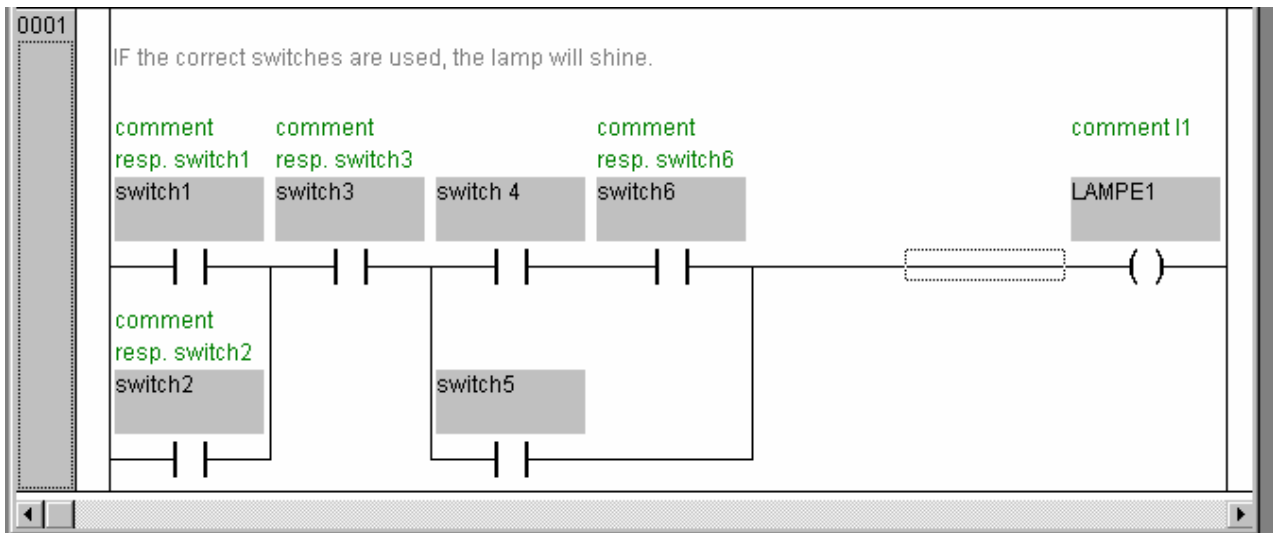 0001
IF the correct switches are used, the lamp will shine.
comment comment comment comment l1
resp. switch1 resp. switch3 resp. switch6
switch1 switch3 switch 4 switch6 LAMPE1
comment
resp. switch2
switch2 switch5